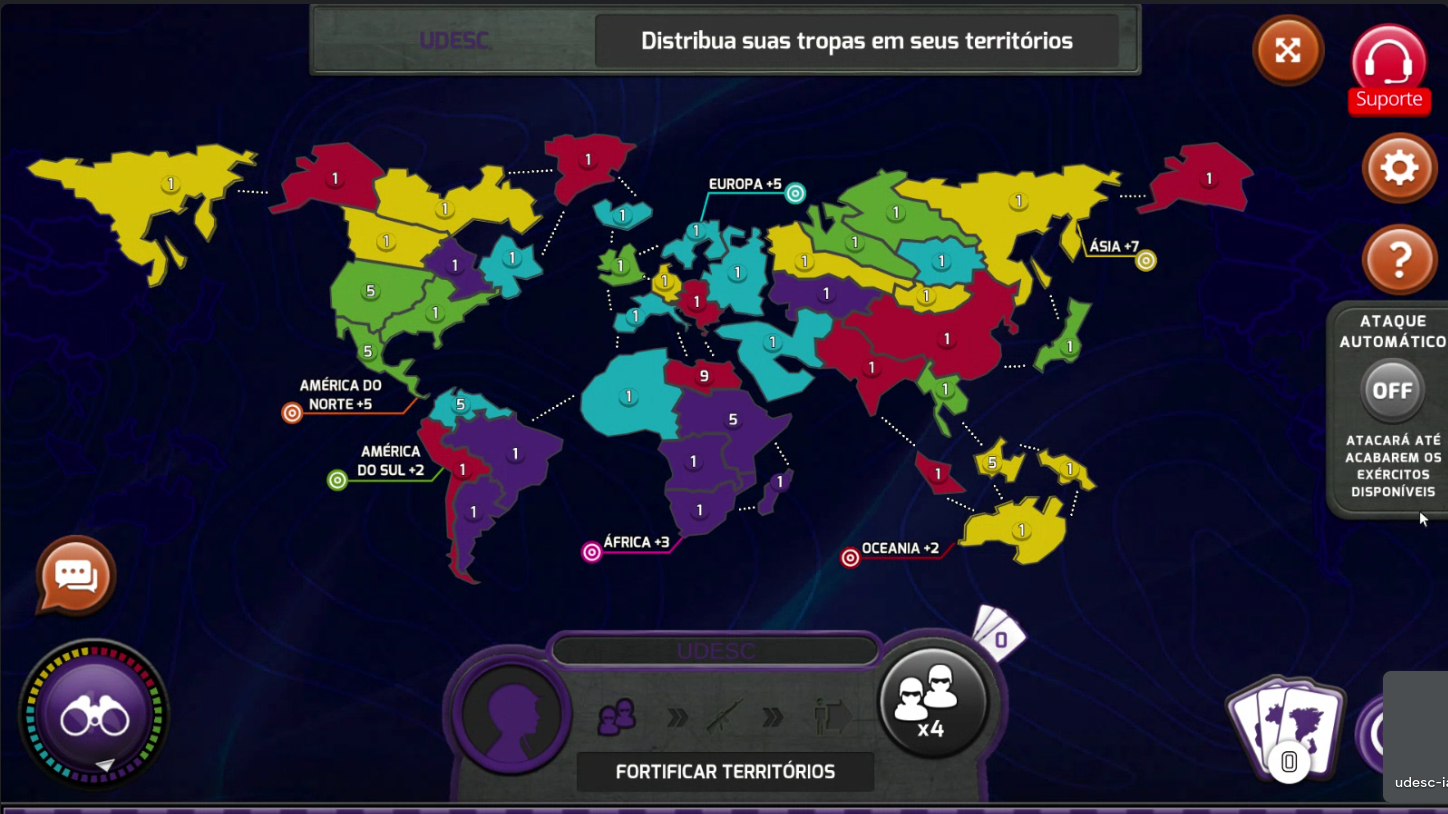 UDESC
Distribua suas tropas em seus territórios
Suporte
1
1
1
1
1
1
EUROPA +5
1
1
1
1
1
1
1
1
1
1
1
1
1
ÁSIA +7
5
1
1
1
1
1
1
1
1
5
1
1
1
1
9
1
1
1
ATAQUE
AUTOMÁTICO
OFF
ATACARÁ ATÉ
ACABAREM OS
EXÉRCITOS
DISPONÍVEIS
AMÉRICA DO
NORTE +5
5
1
5
AMÉRICA
DO SUL +2
1
1
1
1
1
1
1
5
1
1
ÁFRICA +3
OCEANIA +2
0
UDESC
x4
FORTIFICAR TERRITÓRIOS
0
udesc-ia